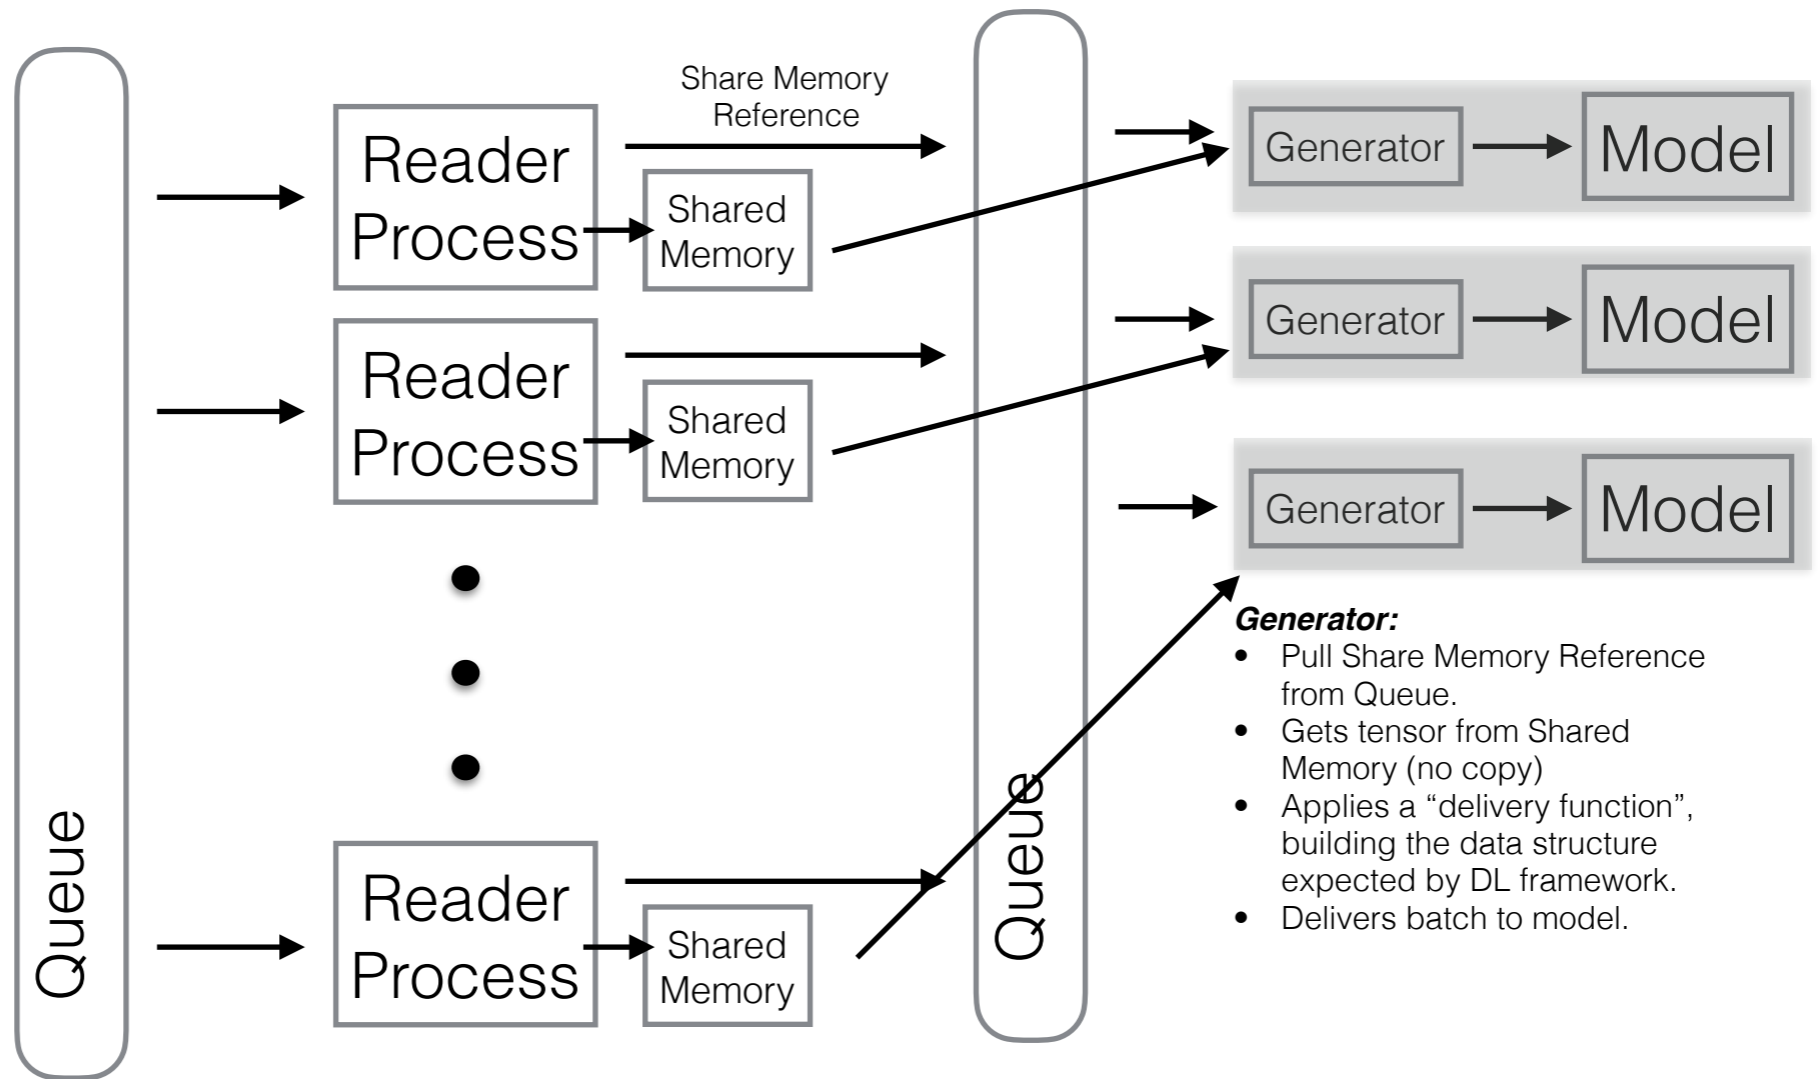 Queue
Reader
Process
Share Memory
Reference
Shared
Memory
Reader
Process
Shared
Memory
Reader
Process
Shared
Memory
Queue
Generator
Model
Generator
Model
Generator
Model
Generator:
• Pull Share Memory Reference
from Queue.
• Gets tensor from Shared
Memory (no copy)
• Applies a “delivery function”,
building the data structure
expected by DL framework.
• Delivers batch to model.